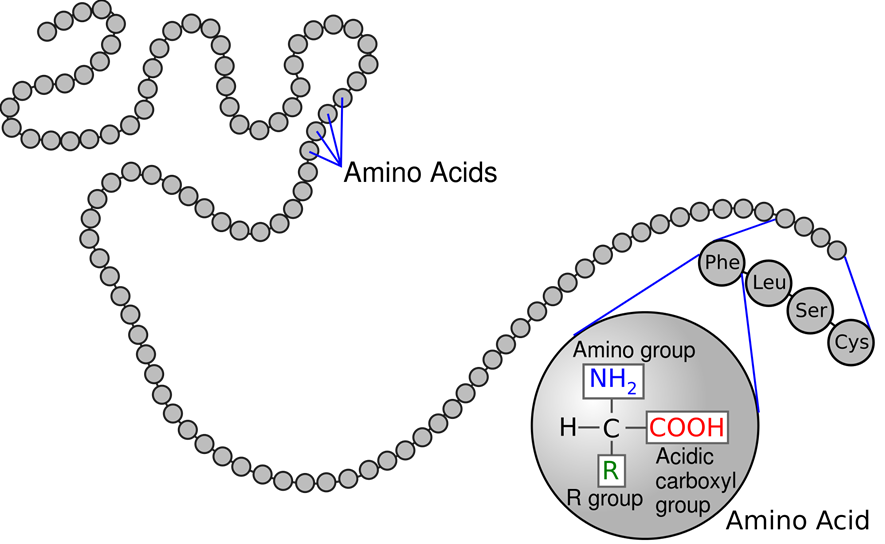 Amino Acids
Phe
Leu
Ser
Cys
Amino group
NH2
H
C
COOH
R
Acidic
carboxyl
group
R group
Amino Acid